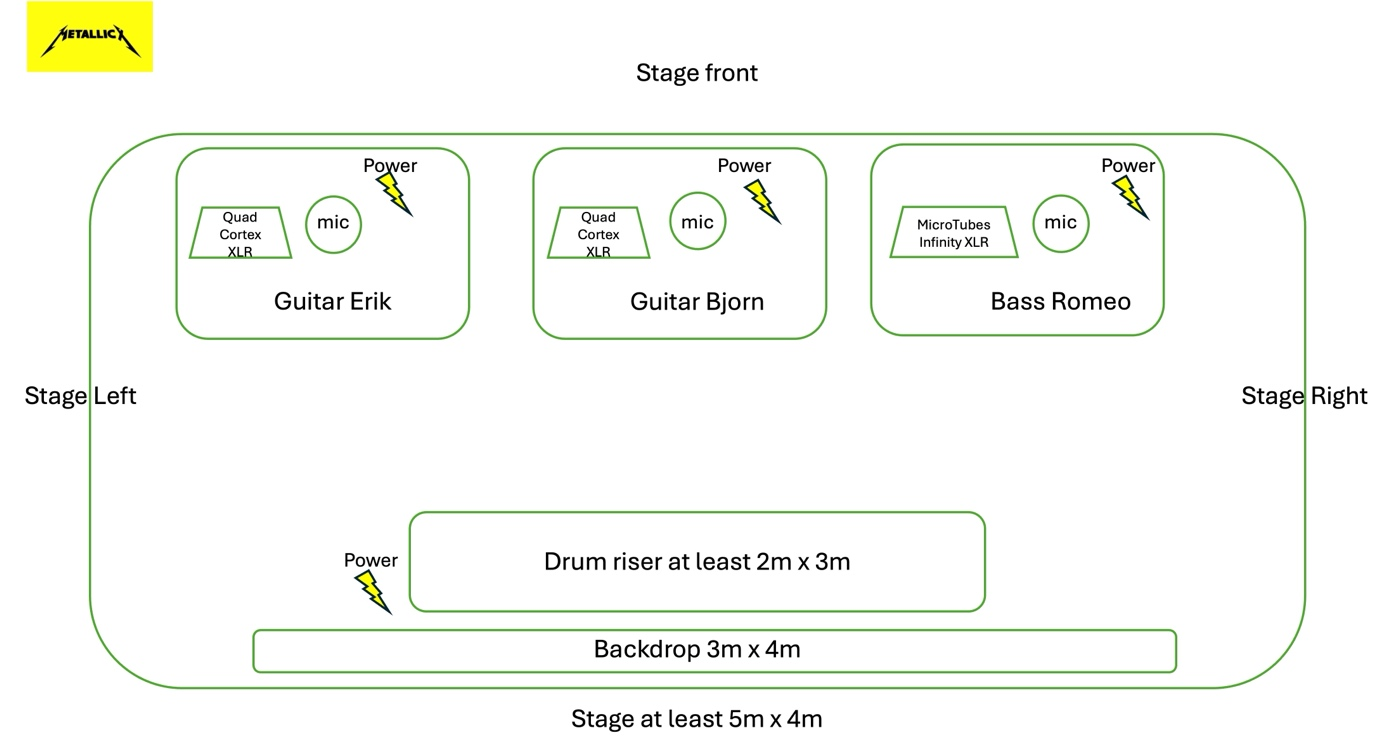 METALLICA
Stage front
Power
Power
Power
Quad
Cortex
XLR
mic
Quad
Cortex
XLR
mic
MicroTubes
Infinity XLR
mic
Guitar Erik
Guitar Bjorn
Bass Romeo
Stage Left
Stage Right
Power
Drum riser at least 2m x 3m
Backdrop 3m x 4m
Stage at least 5m x 4m